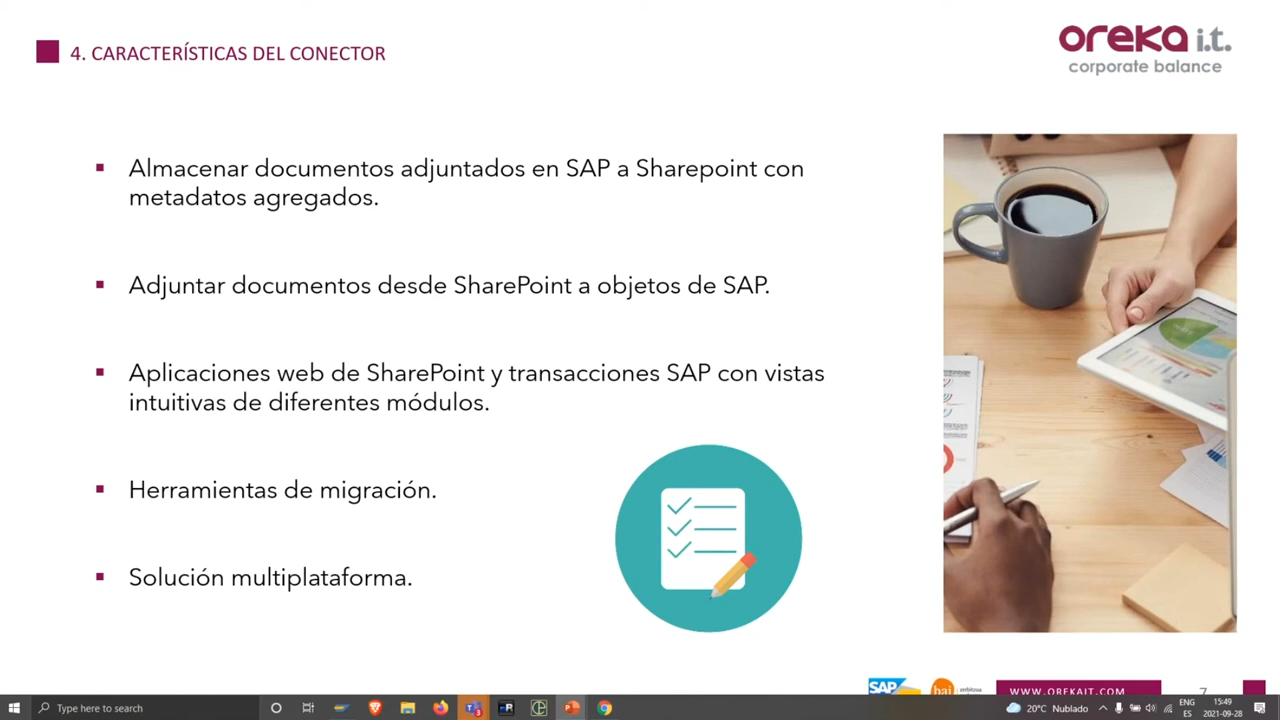 4. CARACTERÍSTICAS DEL CONECTOR
oreka i.t.
corporate balance
Almacenar documentos adjuntados en SAP a Sharepoint con
metadatos agregados.
Adjuntar documentos desde SharePoint a objetos de SAP.
Aplicaciones web de SharePoint y transacciones SAP con vistas
intuitivas de diferentes módulos.
Herramientas de migración.
Solución multiplataforma.
SAP
bai
WWW.OREKAIT.COM
7
Type here to search
20°C Nublado
ENG
ES
15:49
2021-09-28